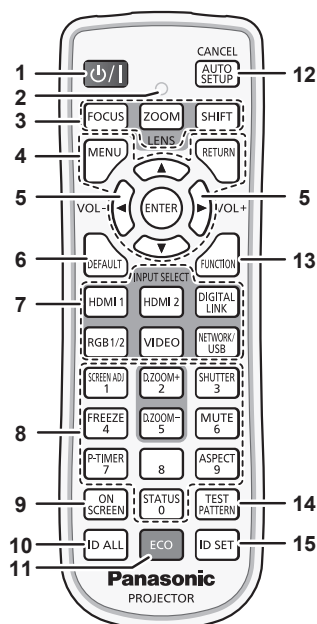 CANCEL
1 ⏻/| AUTO SETUP 12
2
3 FOCUS ZOOM SHIFT
LENS
4 MENU RETURN
5 ▲ 5
VOL- ◀ ENTER ▶ VOL+
▼
6 DEFAULT FUNCTION 13
INPUT SELECT
7 HDMI 1 HDMI 2 DIGITAL LINK
RGB1/2 VIDEO NETWORK/USB
SCREEN ADJ 1 D.ZOOM+ 2 SHUTTER 3
8 FREEZE 4 D.ZOOM- 5 MUTE 6
P-TIMER 7 8 ASPECT 9
9 ON SCREEN STATUS 0 TEST PATTERN 14
10 ID ALL ECO ID SET 15
11
Panasonic
PROJECTOR